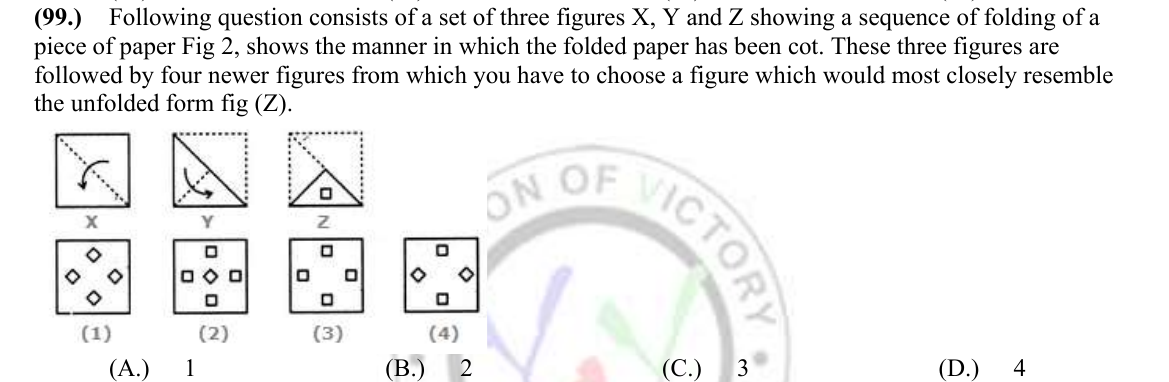 (99.) Following question consists of a set of three figures X, Y and Z showing a sequence of folding of a
piece of paper Fig 2, shows the manner in which the folded paper has been cot. These three figures are
followed by four newer figures from which you have to choose a figure which would most closely resemble
the unfolded form fig (Z).
ON OF VICTORY
X Y Z
(1) (2) (3) (4)
(A.) 1 (B.) 2 (C.) 3 (D.) 4